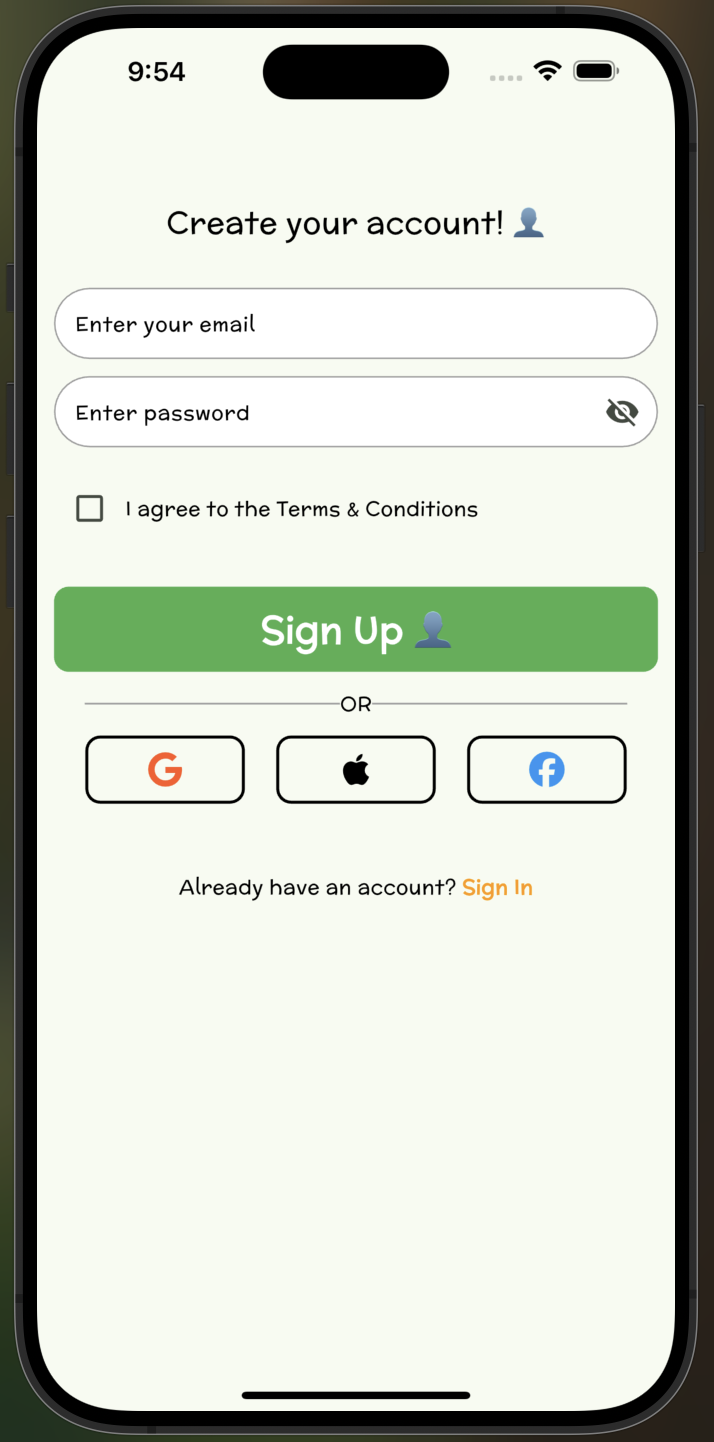 9:54
Create your account! 👤
Enter your email
Enter password
I agree to the Terms & Conditions
Sign Up 👤
OR
Already have an account? Sign In